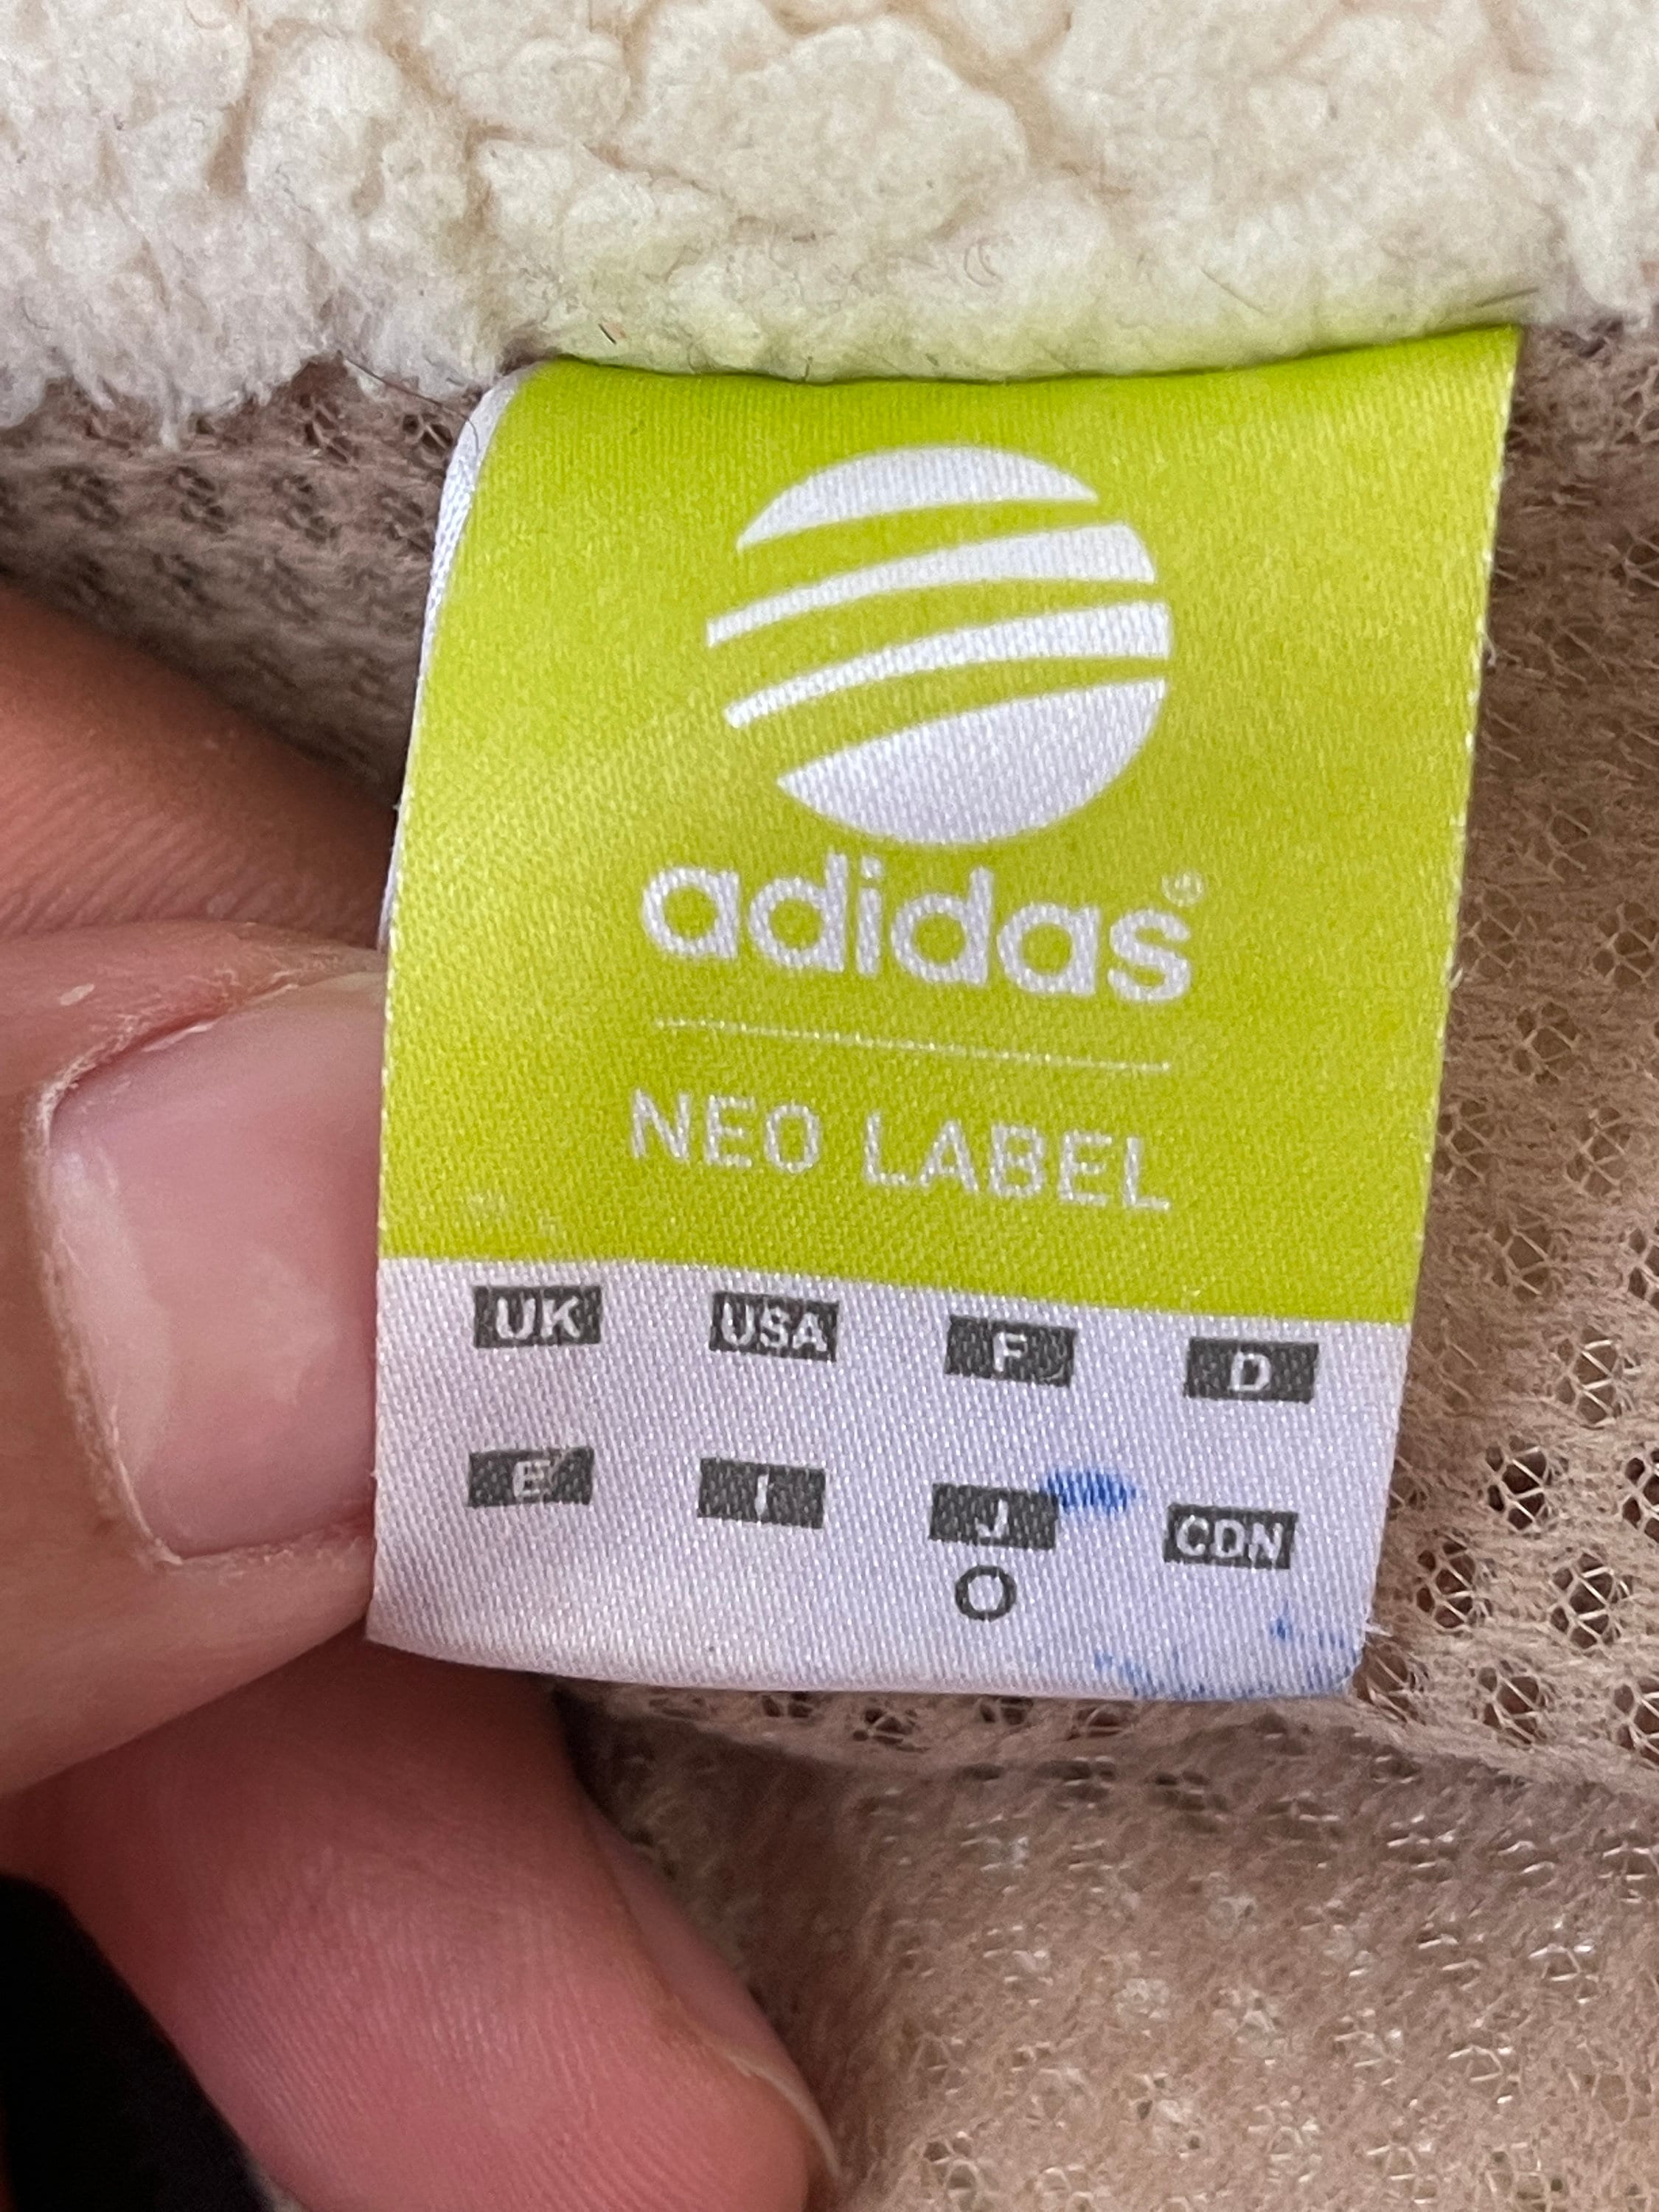 adidas®
NEO LABEL
UK USA F D
E I J CDN
O